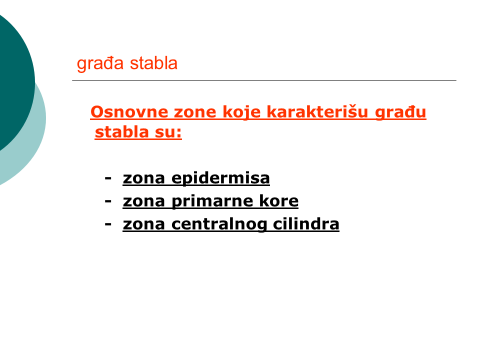 građa stabla
Osnovne zone koje karakterišu građu
stabla su:
- zona epidermisa
- zona primarne kore
- zona centralnog cilindra